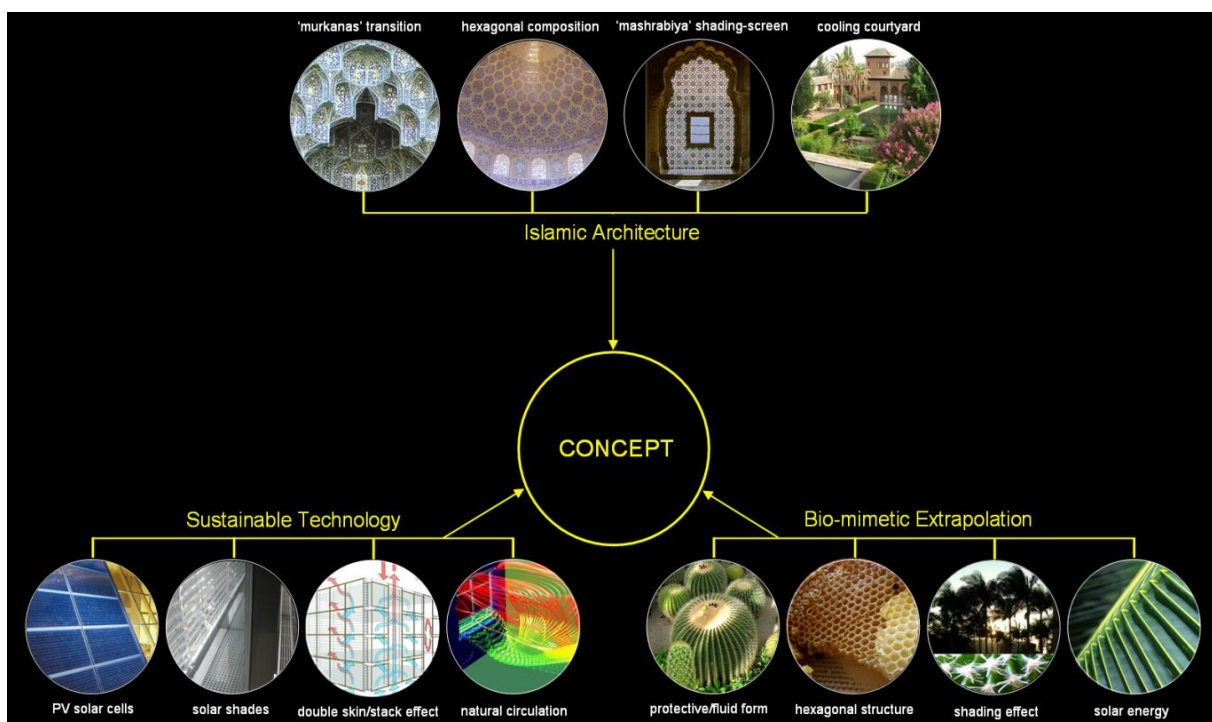 'murkanas' transition
hexagonal composition
'mashrabiya' shading-screen
cooling courtyard
Islamic Architecture
CONCEPT
Sustainable Technology
Bio-mimetic Extrapolation
PV solar cells
solar shades
double skin/stack effect
natural circulation
protective/fluid form
hexagonal structure
shading effect
solar energy